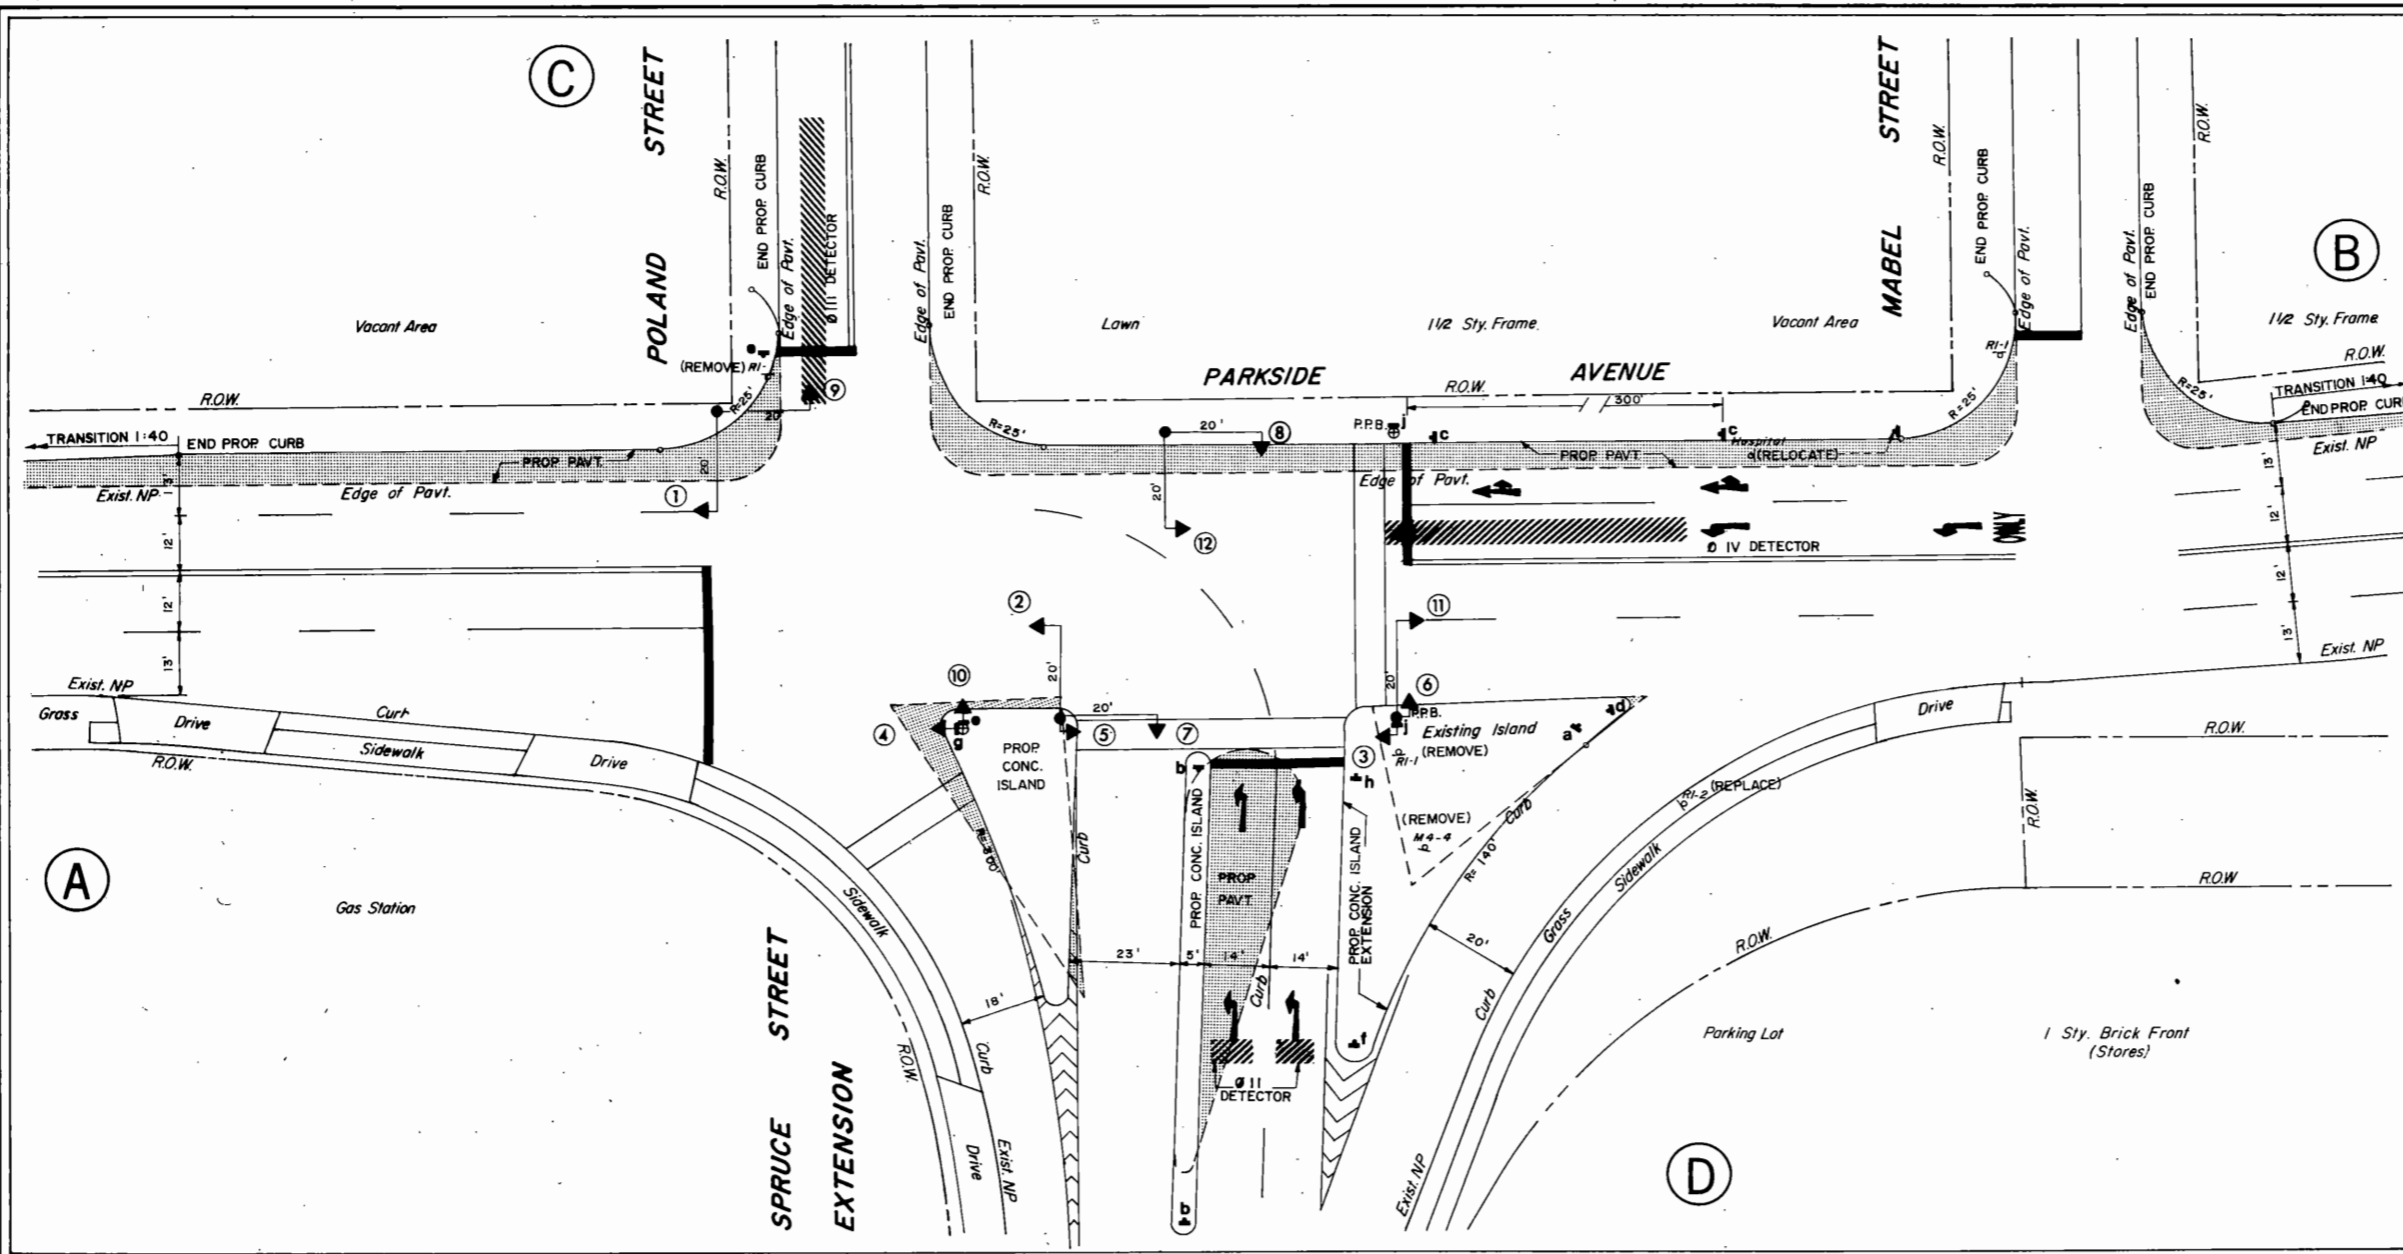 C
POLAND STREET
R.O.W.
END PROP. CURB
Edge of Pavt.
Ø III DETECTOR
Edge of Pavt.
END PROP. CURB
R.O.W.
MABEL STREET
R.O.W.
END PROP. CURB
Edge of Pavt.
Edge of Pavt.
END PROP. CURB
R.O.W.
B
Vacant Area
Lawn
1 1/2 Sty. Frame
Vacant Area
1 1/2 Sty. Frame
(REMOVE) R1-
R1-1
R.O.W.
PARKSIDE AVENUE
R.O.W.
R.O.W.
TRANSITION 1:40
END PROP. CURB
R=25'
20'
9
R=25'
20'
8
P.P.B.
j
300'
c
c
Hospital
(RELOCATE)
R=25'
R=25'
TRANSITION 1:40
END PROP. CURB
PROP. PAVT.
PROP. PAVT.
Exist. NP
Edge of Pavt.
Edge of Pavt.
Exist. NP
13'
20'
1
20'
12
12'
12'
13'
Ø IV DETECTOR
ONLY
13'
12'
12'
13'
2
11
20'
20'
Exist. NP
Exist. NP
Grass
Drive
Curb
Sidewalk
Drive
R.O.W.
10
4
g
20'
5
7
6
P.P.B.
j
Existing Island
(REMOVE)
R1-1
a
d
Drive
R.O.W.
PROP.
CONC.
ISLAND
b
3
h
R1-2 (REPLACE)
R.O.W.
(REMOVE)
M4-4
Curb
R=140'
Curb
PROP. CONC. ISLAND
PROP.
PAVT.
PROP. CONC. ISLAND
EXTENSION
Sidewalk
Grass
R.O.W.
A
Gas Station
Sidewalk
23'
5'
14'
14'
20'
R.O.W.
18'
Curb
Curb
Curb
R.O.W.
Parking Lot
1 Sty. Brick Front
(Stores)
f
Ø II
DETECTOR
SPRUCE STREET
EXTENSION
Drive
Exist. NP
Exist. NP
D
b